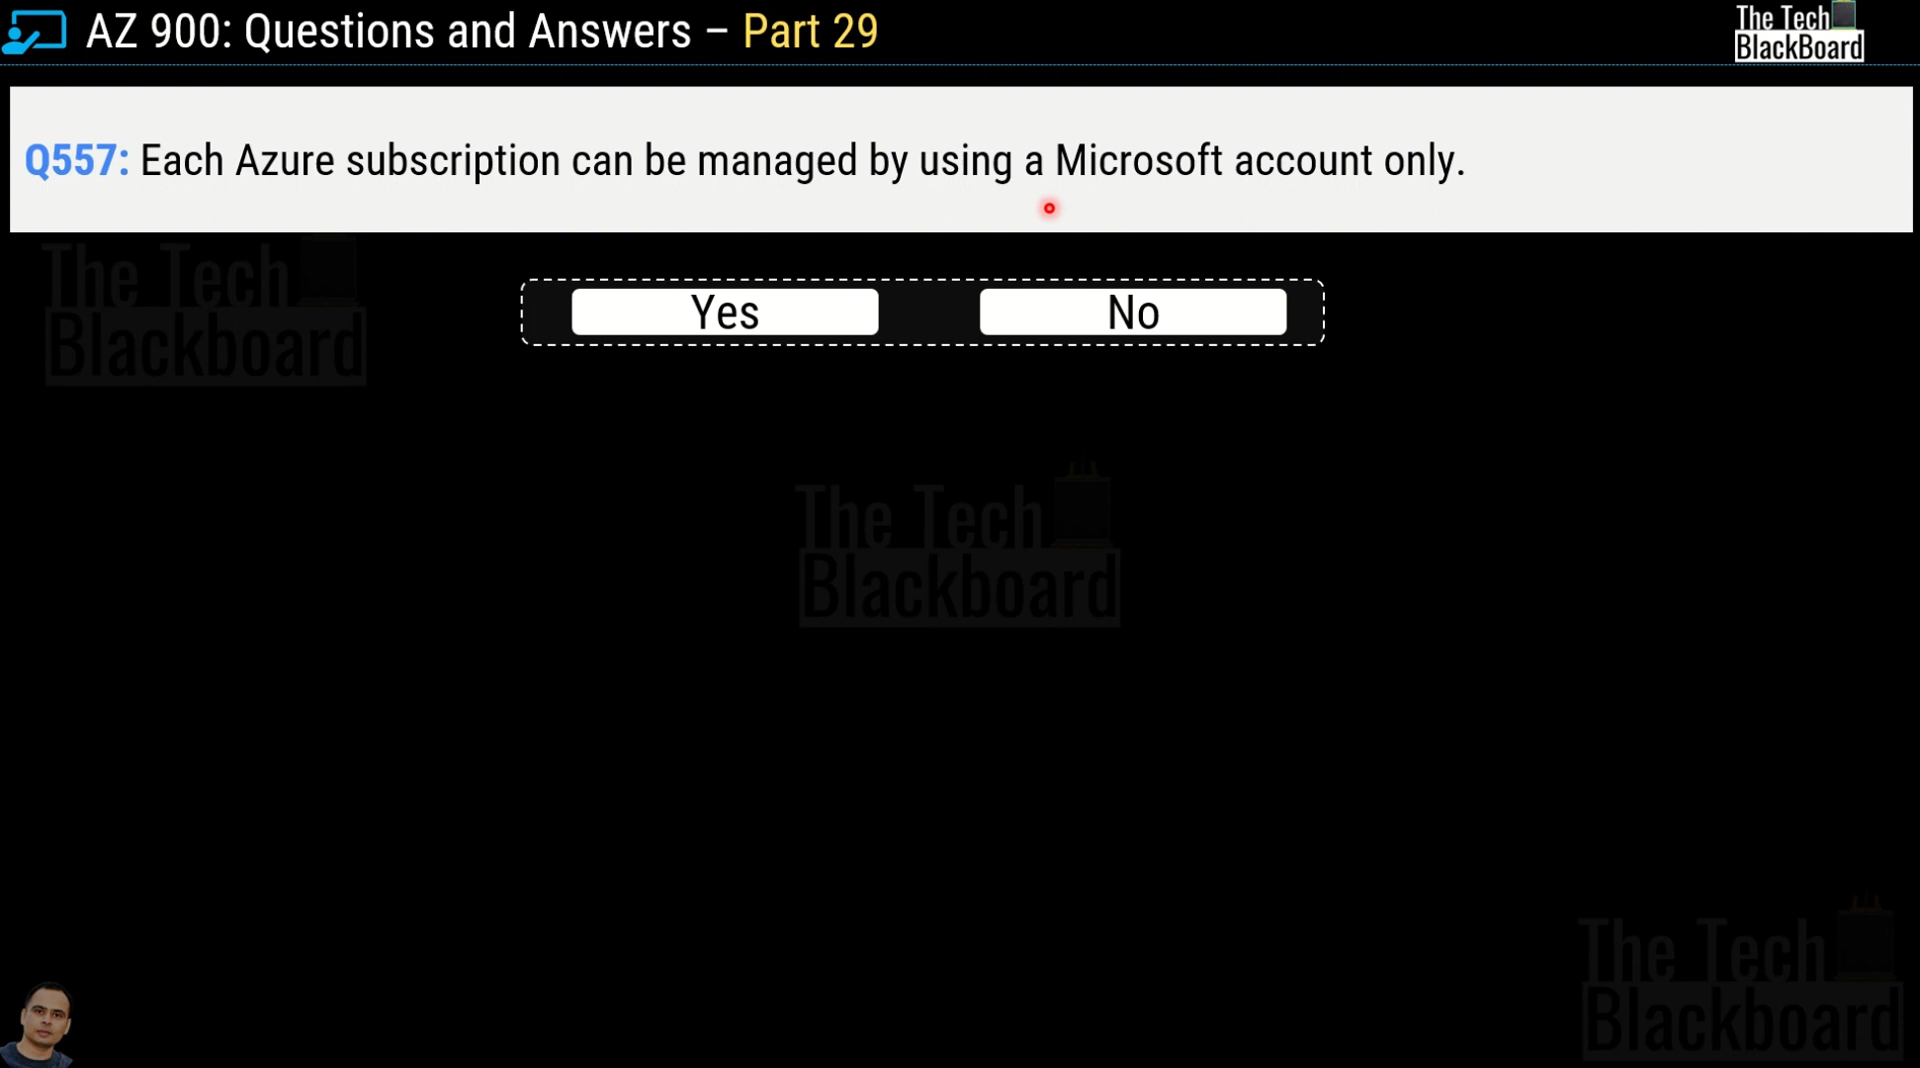 AZ 900: Questions and Answers – Part 29
The Tech
BlackBoard
Q557: Each Azure subscription can be managed by using a Microsoft account only.
The Tech
Blackboard
Yes No
The Tech
Blackboard
The Tech
Blackboard